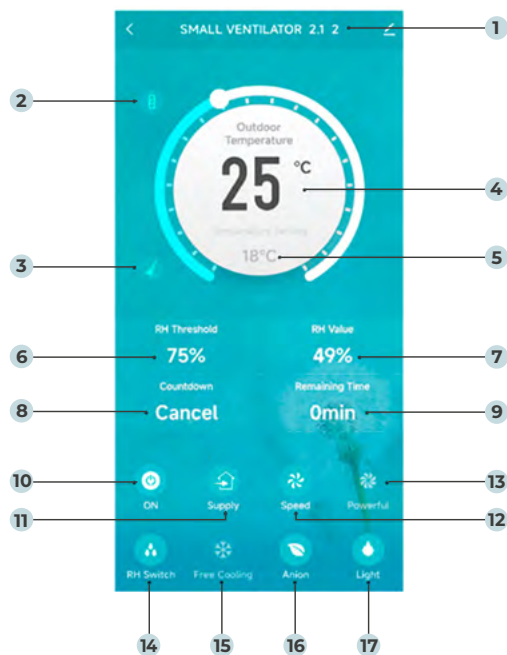 SMALL VENTILATOR 2.1 2
1
2
Outdoor
Temperature
25 °C
4
Temperature Setting
18°C
5
3
RH Threshold
RH Value
6
75%
49%
7
Countdown
Remaining Time
8
Cancel
0min
9
10
13
ON
Supply
Speed
Powerful
11
12
RH Switch
Free Cooling
Anion
Light
14
15
16
17